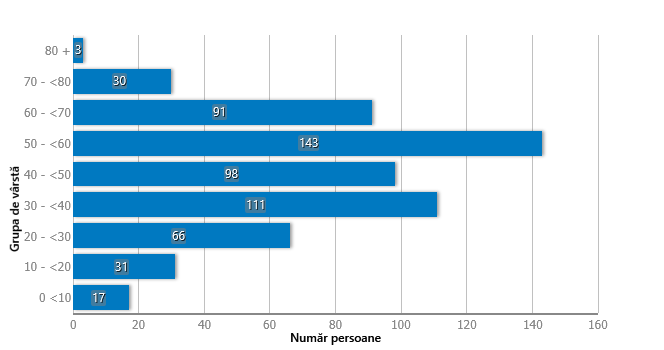 Grupa de vârstă
80 + 3
70 - <80 30
60 - <70 91
50 - <60 143
40 - <50 98
30 - <40 111
20 - <30 66
10 - <20 31
0 <10 17
0 20 40 60 80 100 120 140 160
Număr persoane